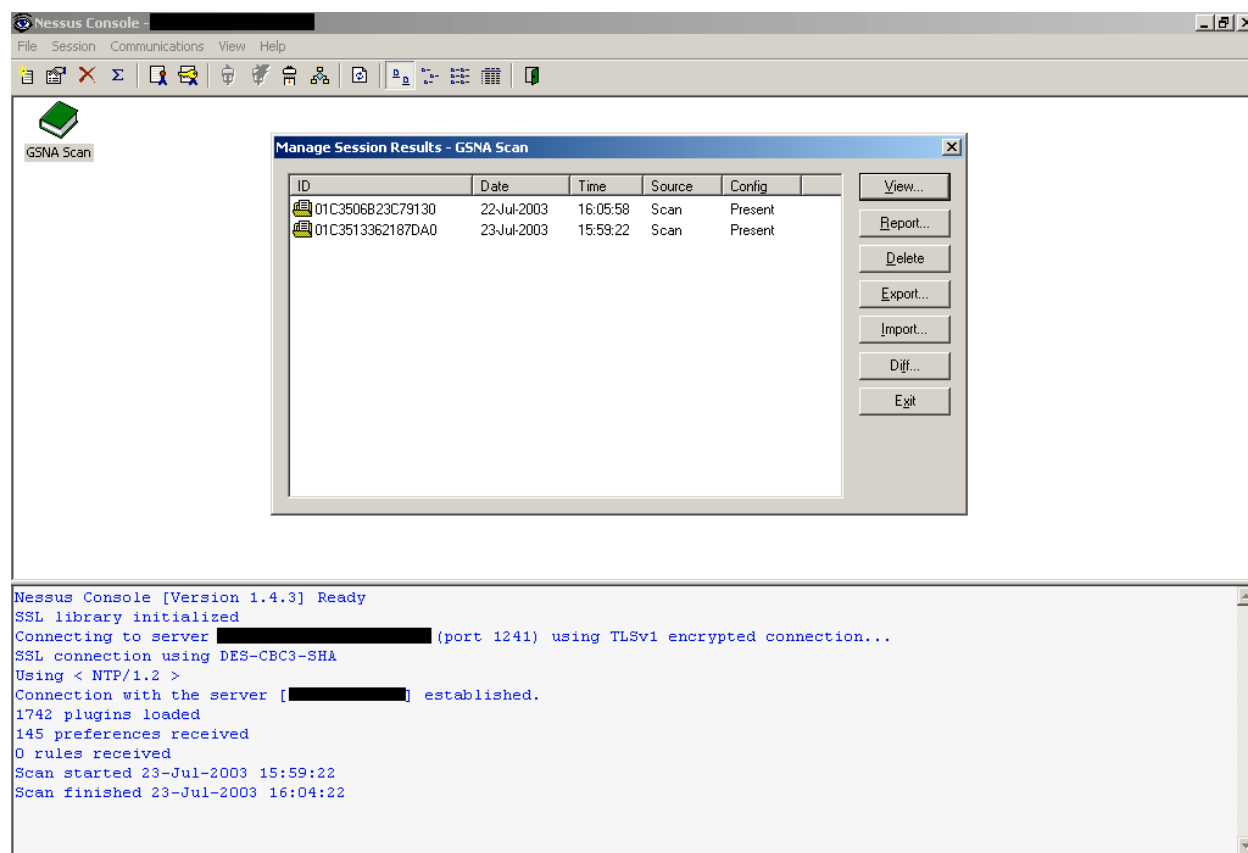 Nessus Console -
File Session Communications View Help
GSNA Scan
Manage Session Results - GSNA Scan
ID Date Time Source Config
01C3506B23C79130 22-Jul-2003 16:05:58 Scan Present
01C3513362187DA0 23-Jul-2003 15:59:22 Scan Present
View...
Report...
Delete
Export...
Import...
Diff...
Exit
Nessus Console [Version 1.4.3] Ready
SSL library initialized
Connecting to server (port 1241) using TLSv1 encrypted connection...
SSL connection using DES-CBC3-SHA
Using < NTP/1.2 >
Connection with the server [ ] established.
1742 plugins loaded
145 preferences received
0 rules received
Scan started 23-Jul-2003 15:59:22
Scan finished 23-Jul-2003 16:04:22